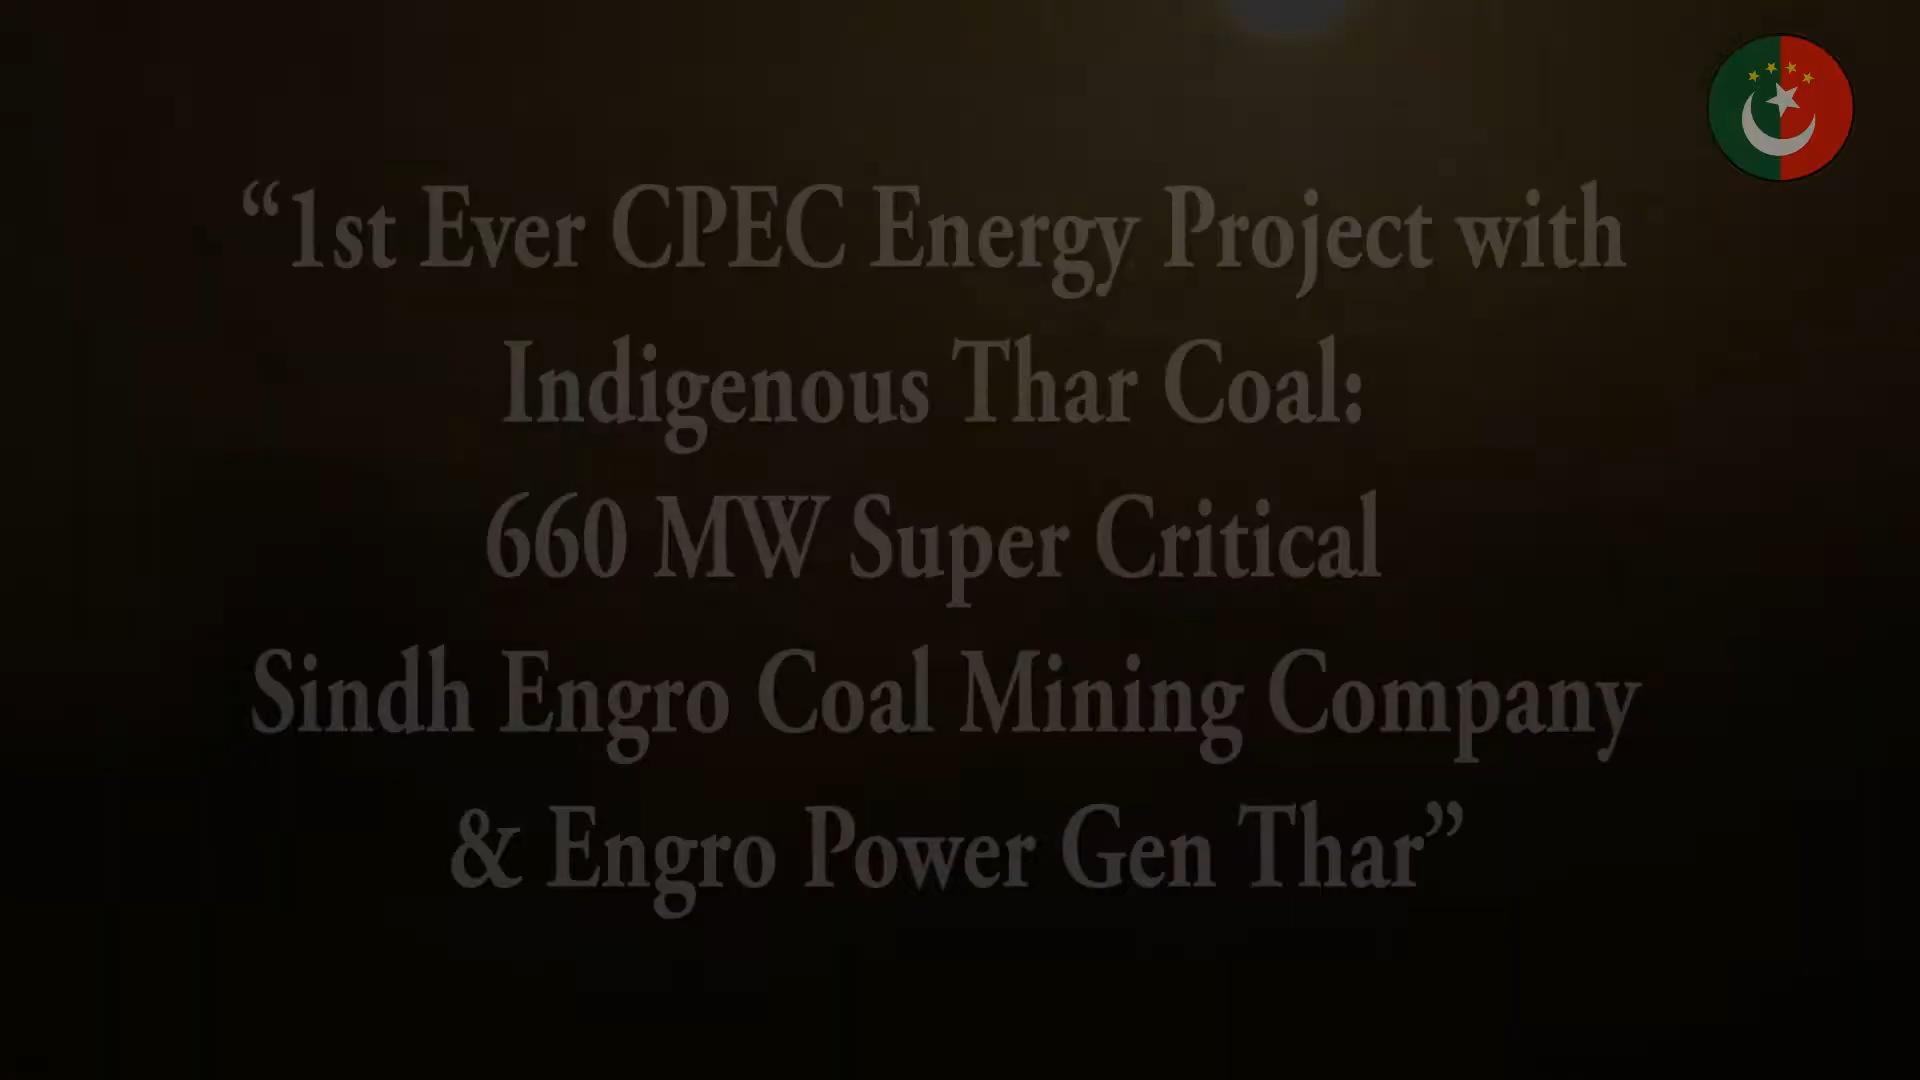 “1st Ever CPEC Energy Project with
Indigenous Thar Coal:
660 MW Super Critical
Sindh Engro Coal Mining Company
& Engro Power Gen Thar”